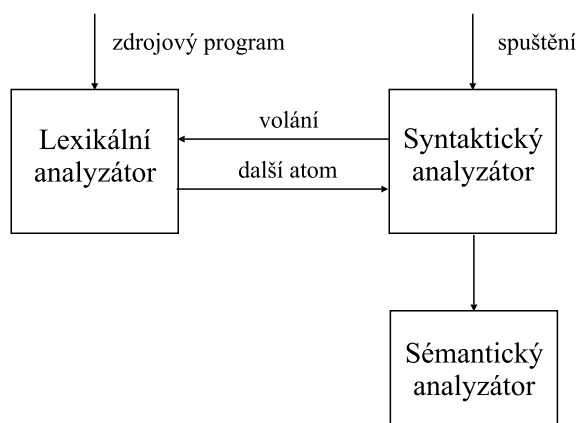 zdrojový program
spuštění
Lexikální
analyzátor
volání
další atom
Syntaktický
analyzátor
Sémantický
analyzátor